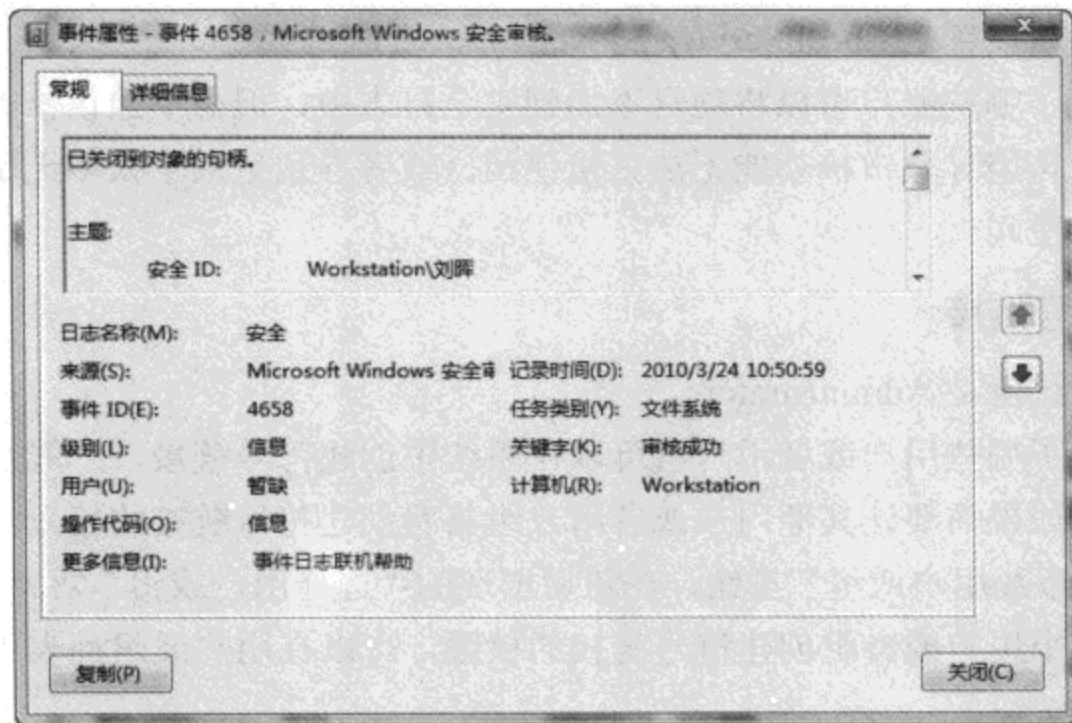 事件属性 - 事件 4658，Microsoft Windows 安全审核。
常规 详细信息
已关闭到对象的句柄。
主题:
安全 ID: Workstation\刘晖
日志名称(M): 安全
来源(S): Microsoft Windows 安全审 记录时间(D): 2010/3/24 10:50:59
事件 ID(E): 4658 任务类别(Y): 文件系统
级别(L): 信息 关键字(K): 审核成功
用户(U): 暂缺 计算机(R): Workstation
操作代码(O): 信息
更多信息(I): 事件日志联机帮助
复制(P) 关闭(C)